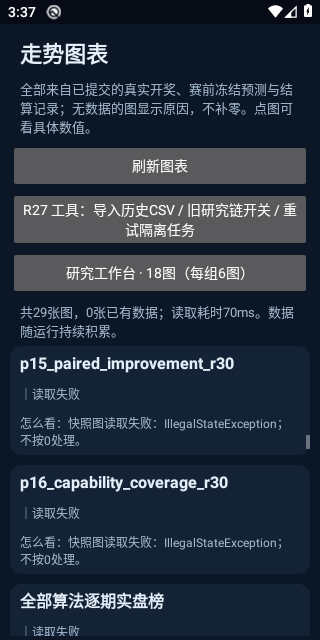 3:37
走势图表
全部来自已提交的真实开奖、赛前冻结预测与结
算记录；无数据的图显示原因，不补零。点图可
看具体数值。
刷新图表
R27 工具：导入历史CSV / 旧研究链开关 / 重
试隔离任务
研究工作台 · 18图（每组6图）
共29张图，0张已有数据；读取耗时70ms。数据
随运行持续积累。
p15_paired_improvement_r30
｜读取失败
怎么看：快照图读取失败：IllegalStateException；
不按0处理。
p16_capability_coverage_r30
｜读取失败
怎么看：快照图读取失败：IllegalStateException；
不按0处理。
全部算法逐期实盘榜
｜读取失败